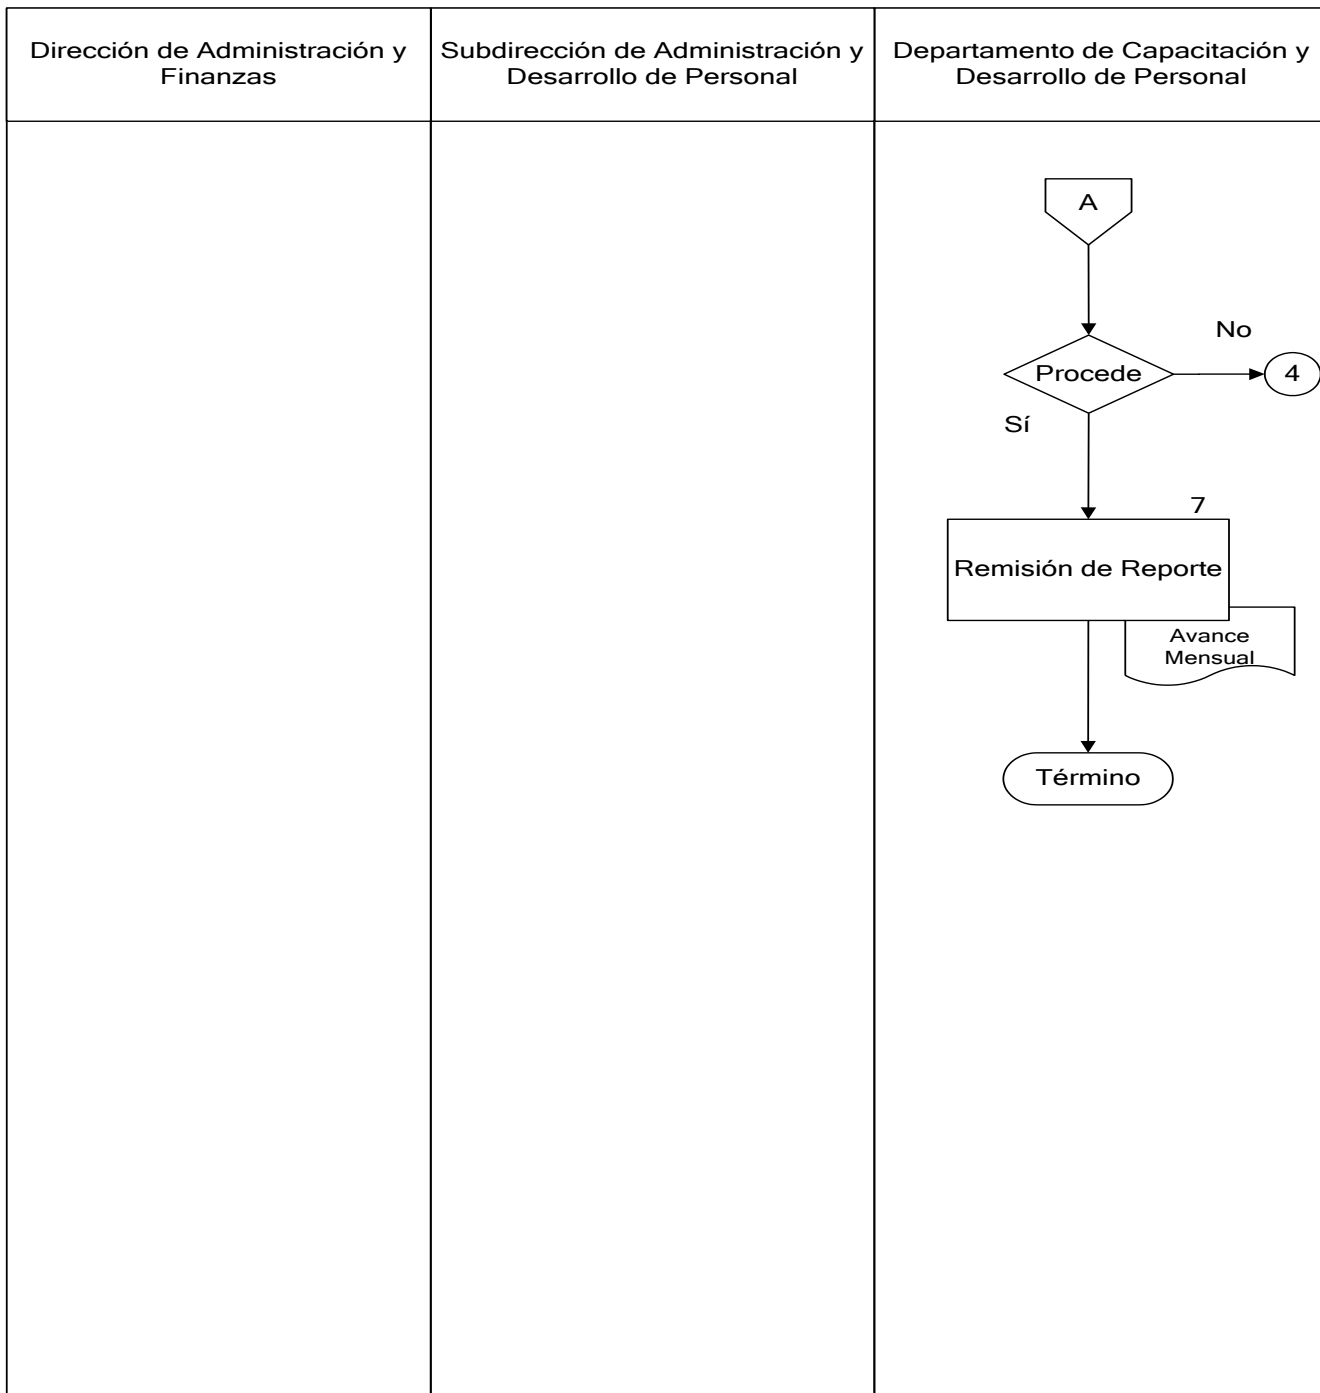 Dirección de Administración y
Finanzas
Subdirección de Administración y
Desarrollo de Personal
Departamento de Capacitación y
Desarrollo de Personal
A
No
Procede
4
Sí
7
Remisión de Reporte
Avance
Mensual
Término